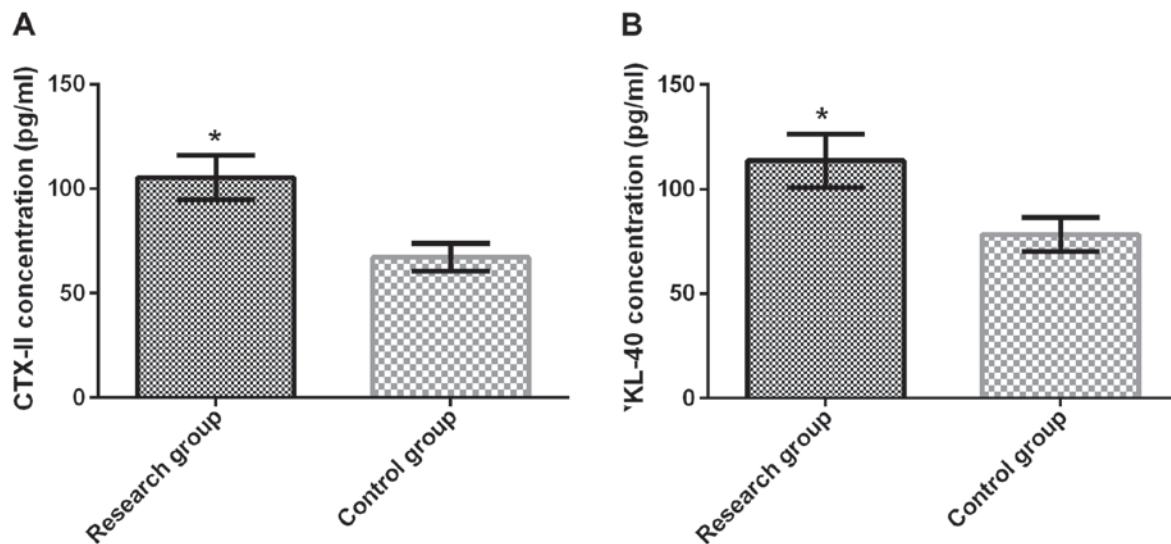 A
CTX-II concentration (pg/ml)
150
100
50
0
*
Research group
Control group
B
KL-40 concentration (pg/ml)
150
100
50
0
*
Research group
Control group